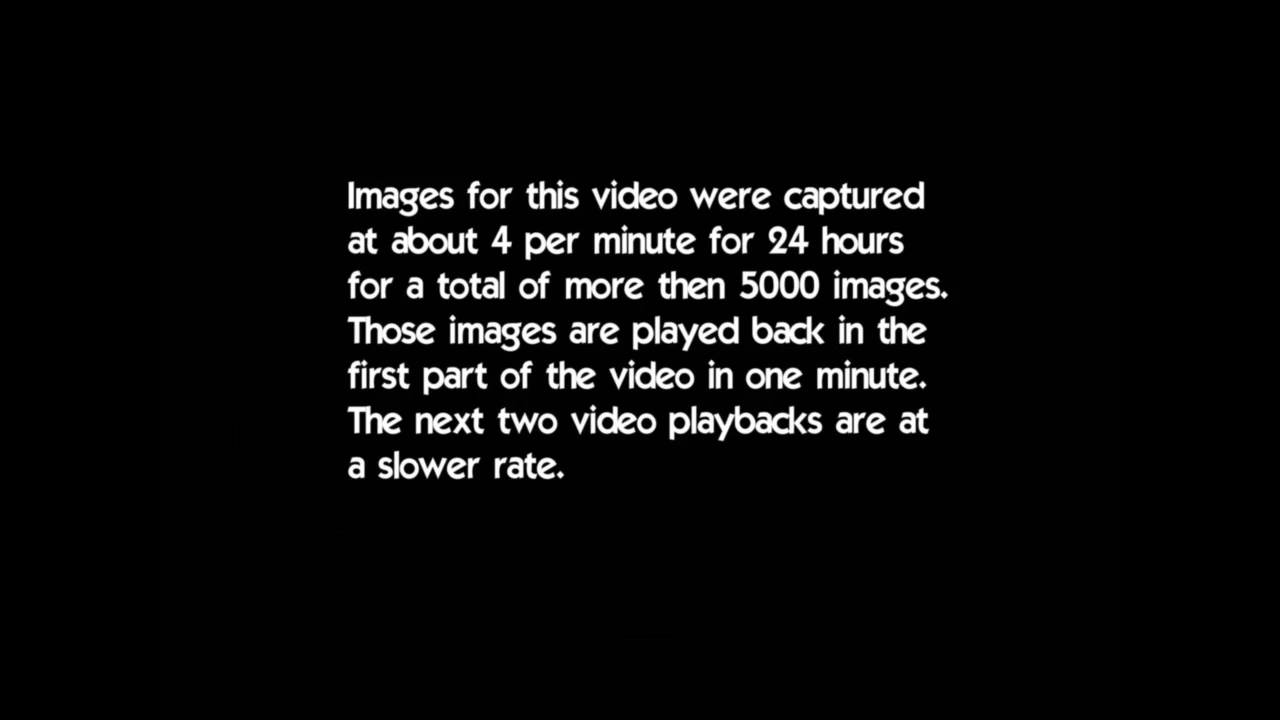 Images for this video were captured
at about 4 per minute for 24 hours
for a total of more then 5000 images.
Those images are played back in the
first part of the video in one minute.
The next two video playbacks are at
a slower rate.